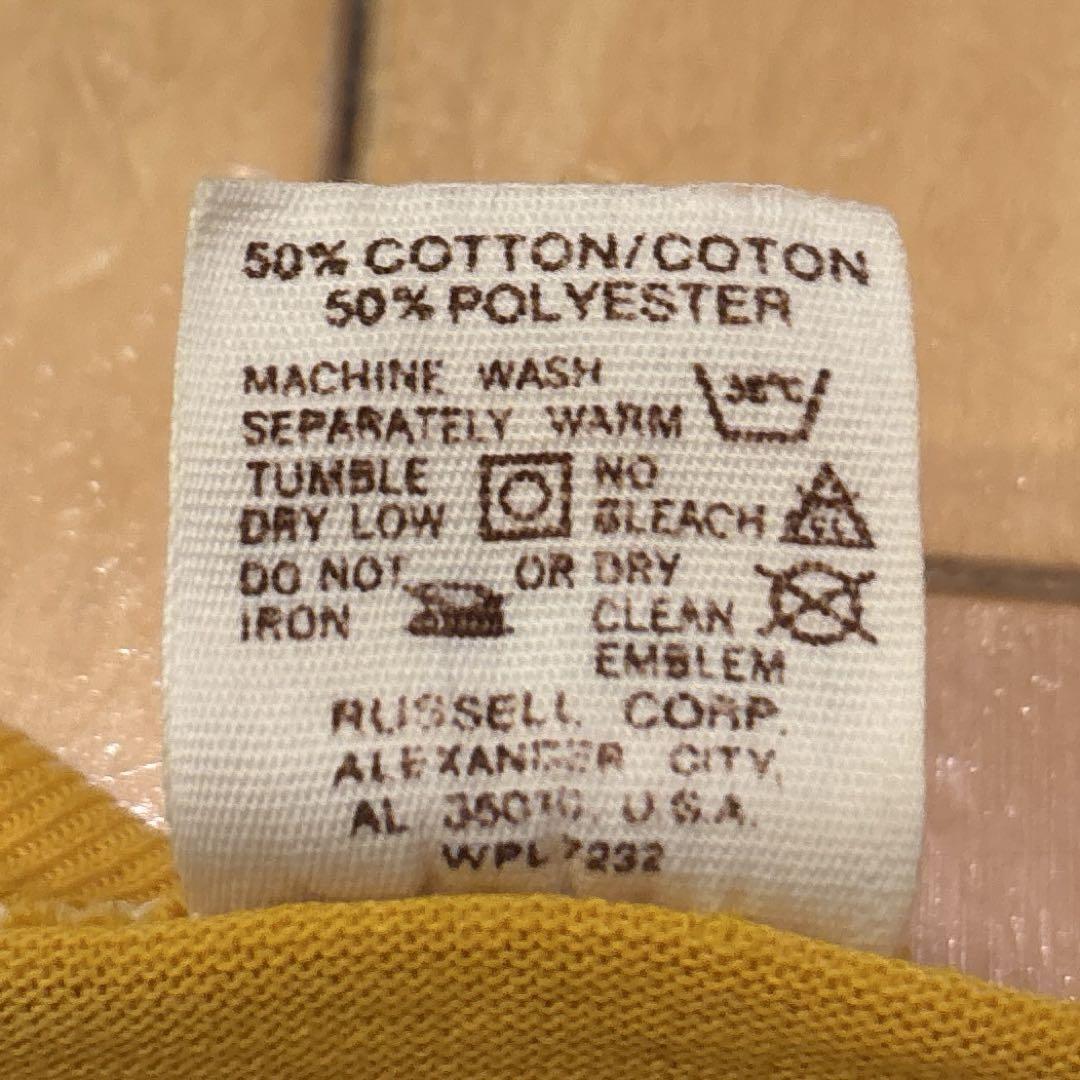 50% COTTON/COTON
50% POLYESTER
MACHINE WASH
SEPARATELY WARM
38°C
TUMBLE
DRY LOW
NO
BLEACH
DO NOT
IRON
OR DRY
CLEAN
EMBLEM
RUSSELL CORP.
ALEXANDER CITY,
AL 35010, U.S.A.
WPL 7232